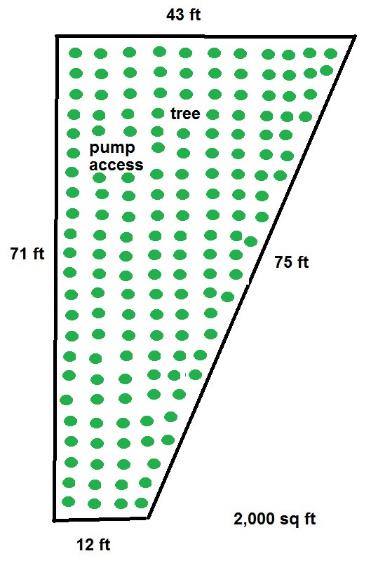 43 ft
tree
pump
access
71 ft
75 ft
2,000 sq ft
12 ft